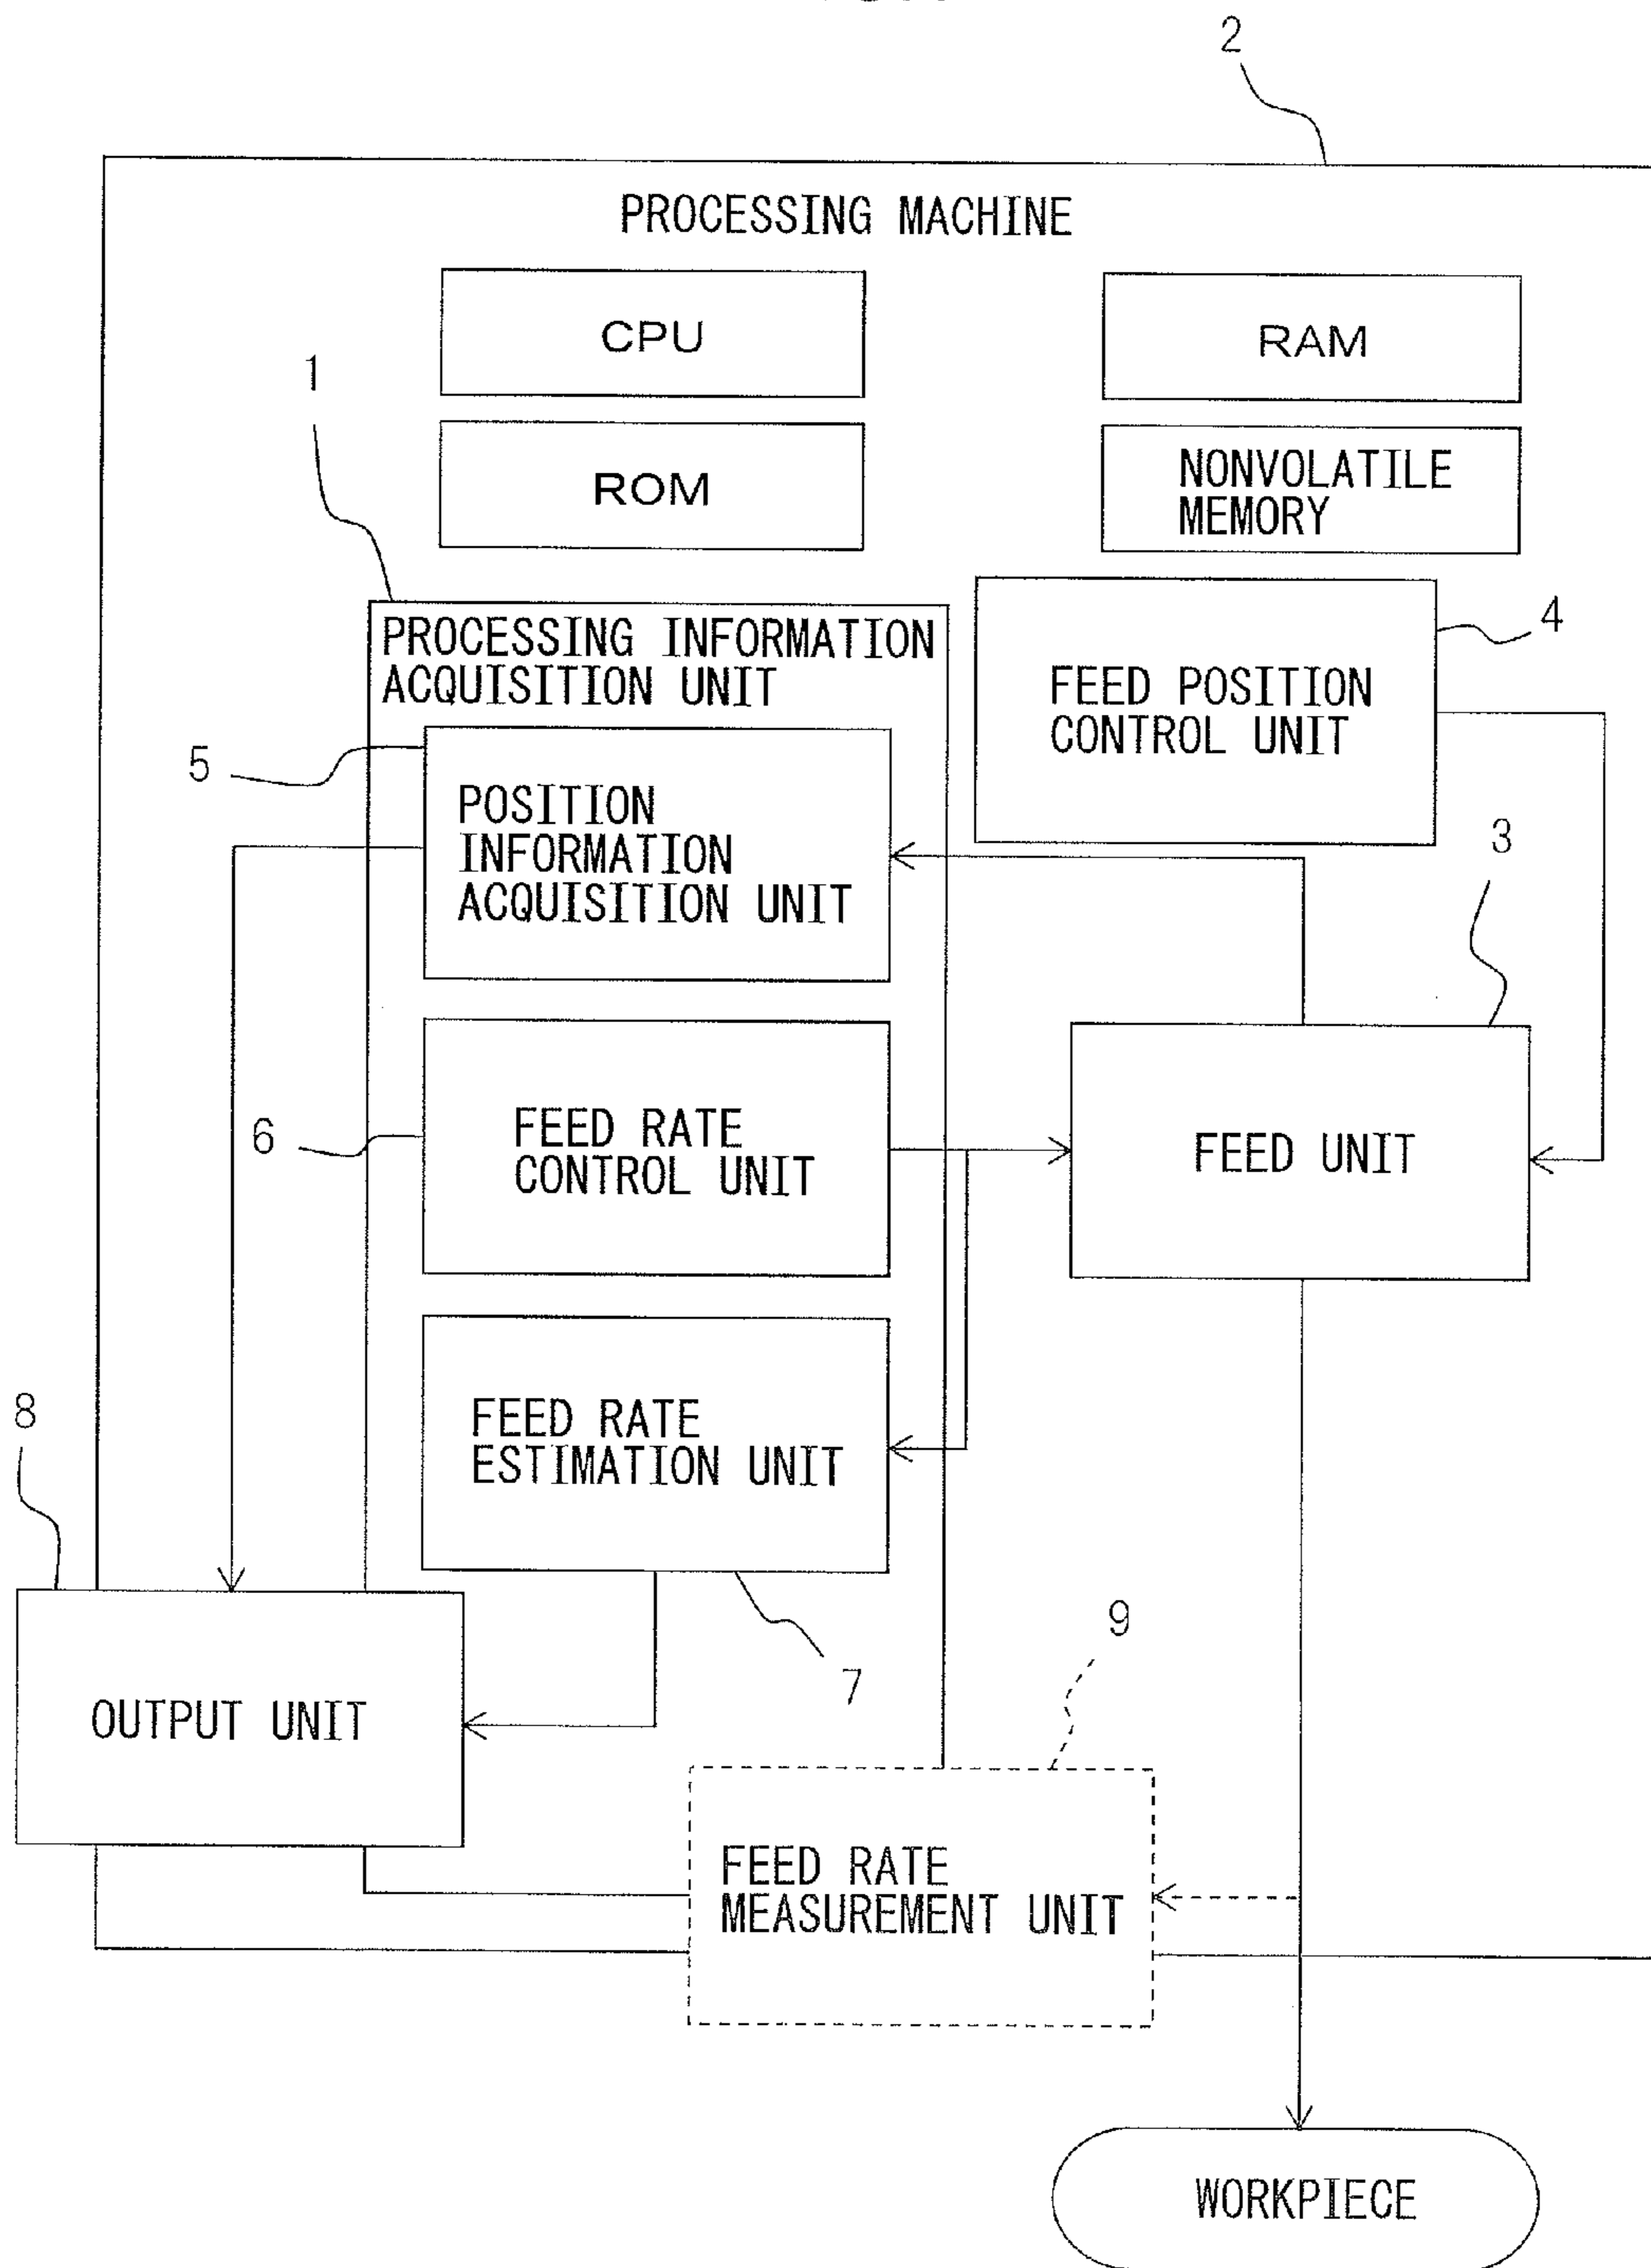 2
PROCESSING MACHINE
CPU
RAM
1
ROM
NONVOLATILE
MEMORY
PROCESSING INFORMATION
ACQUISITION UNIT
4
FEED POSITION
CONTROL UNIT
5
POSITION
INFORMATION
ACQUISITION UNIT
3
6
FEED RATE
CONTROL UNIT
FEED UNIT
8
FEED RATE
ESTIMATION UNIT
9
7
OUTPUT UNIT
FEED RATE
MEASUREMENT UNIT
WORKPIECE